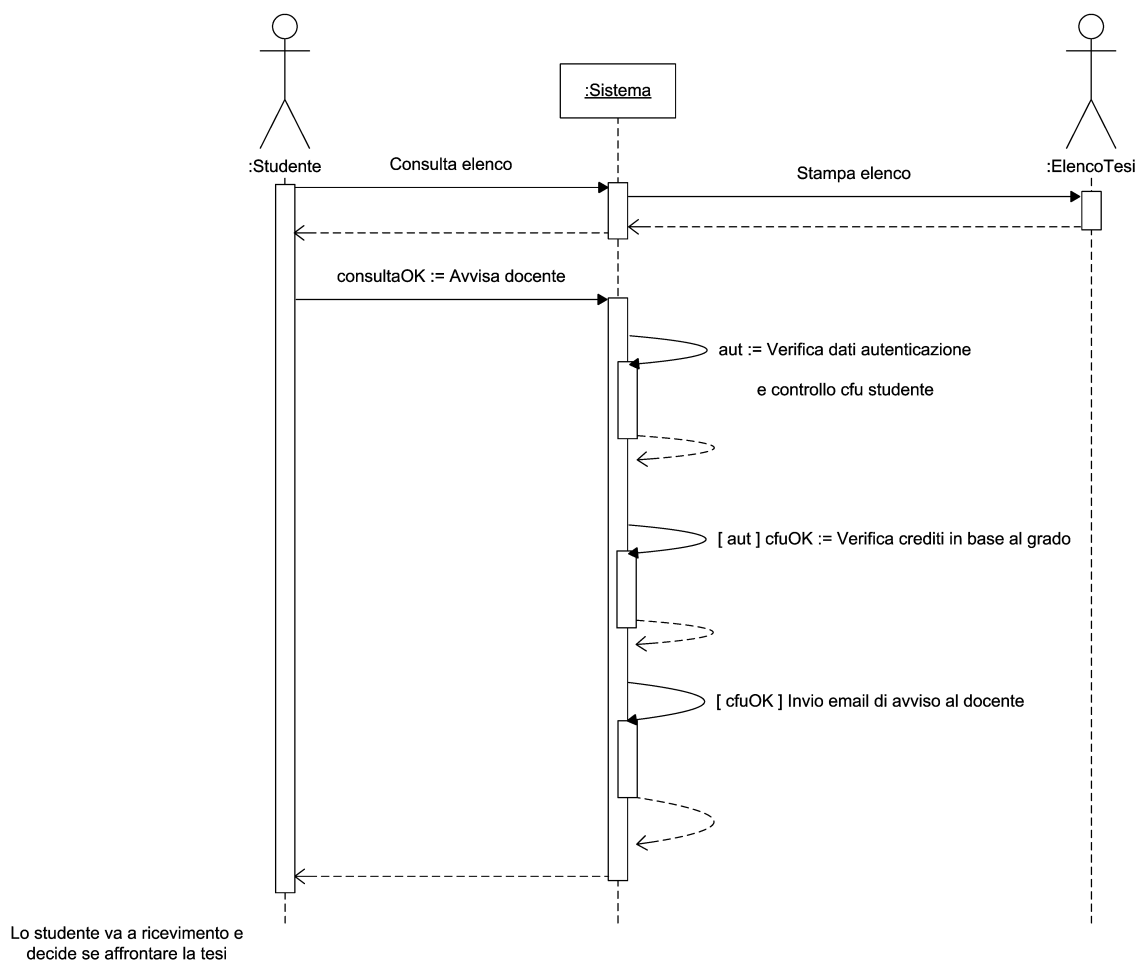 :Sistema
:Studente
:ElencoTesi
Consulta elenco
Stampa elenco
consultaOK := Avvisa docente
aut := Verifica dati autenticazione
e controllo cfu studente
[ aut ] cfuOK := Verifica crediti in base al grado
[ cfuOK ] Invio email di avviso al docente
Lo studente va a ricevimento e
decide se affrontare la tesi